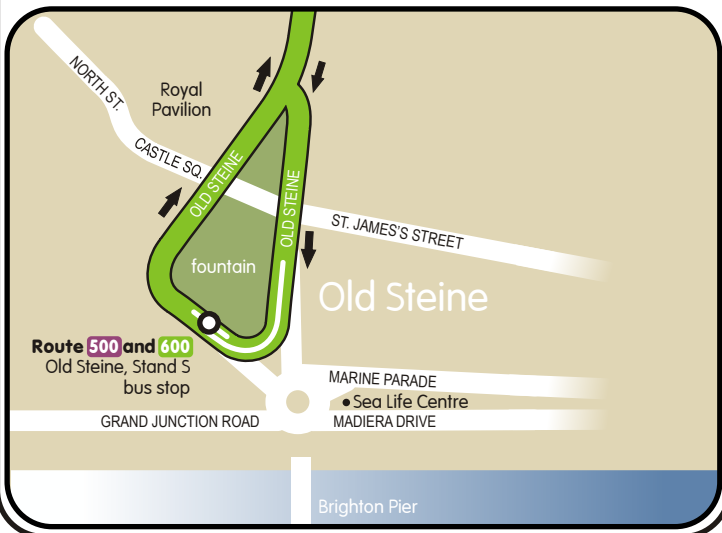 NORTH ST.
Royal
Pavilion
CASTLE SQ.
OLD STEINE
OLD STEINE
ST. JAMES'S STREET
fountain
Old Steine
Route 500 and 600
Old Steine, Stand S
bus stop
MARINE PARADE
Sea Life Centre
GRAND JUNCTION ROAD
MADIERA DRIVE
Brighton Pier